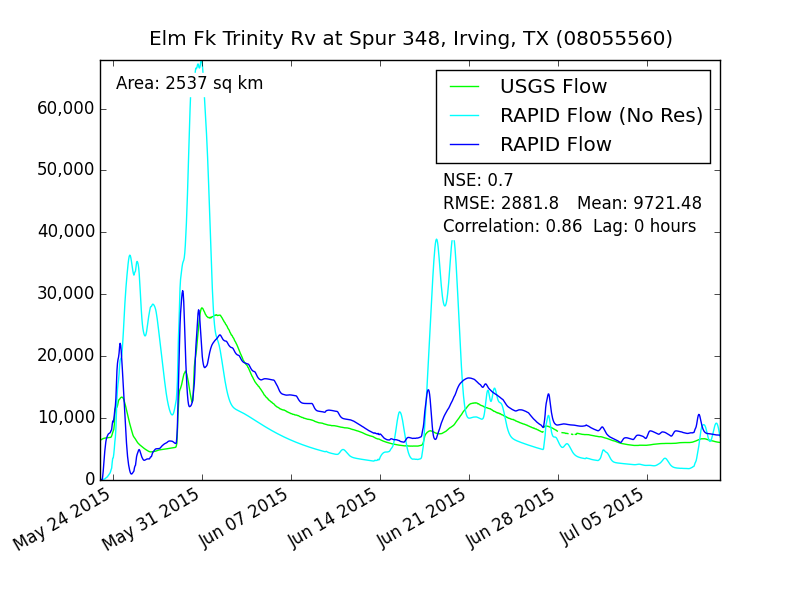 Elm Fk Trinity Rv at Spur 348, Irving, TX (08055560)
Area: 2537 sq km
USGS Flow
RAPID Flow (No Res)
RAPID Flow
NSE: 0.7
RMSE: 2881.8 Mean: 9721.48
Correlation: 0.86 Lag: 0 hours
60,000
50,000
40,000
30,000
20,000
10,000
0
May 24 2015
May 31 2015
Jun 07 2015
Jun 14 2015
Jun 21 2015
Jun 28 2015
Jul 05 2015